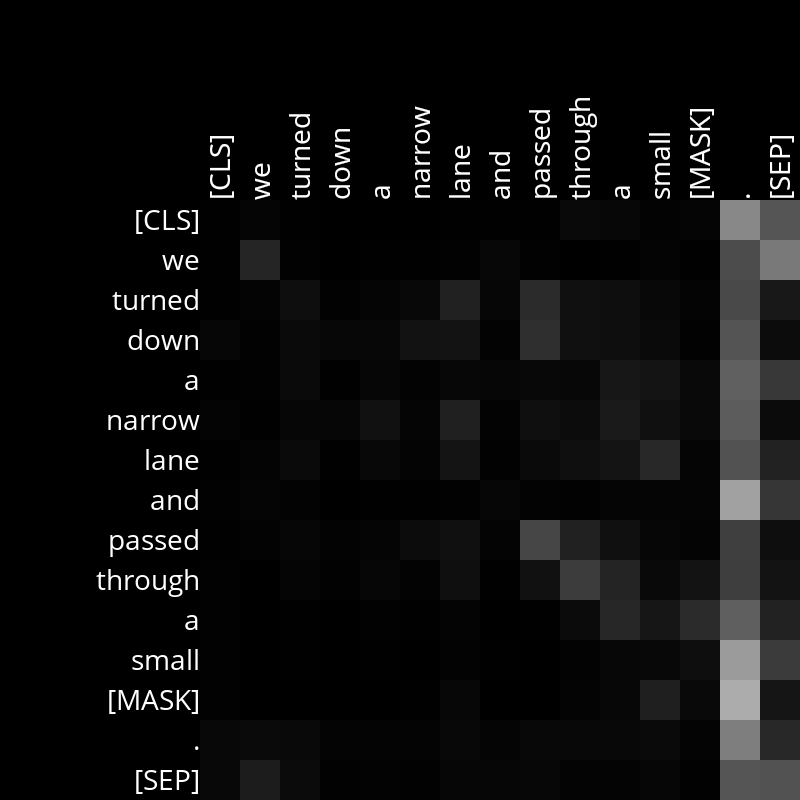 [CLS] we turned down a narrow lane and passed through a small [MASK] . [SEP]
[CLS]
we
turned
down
a
narrow
lane
and
passed
through
a
small
[MASK]
.
[SEP]